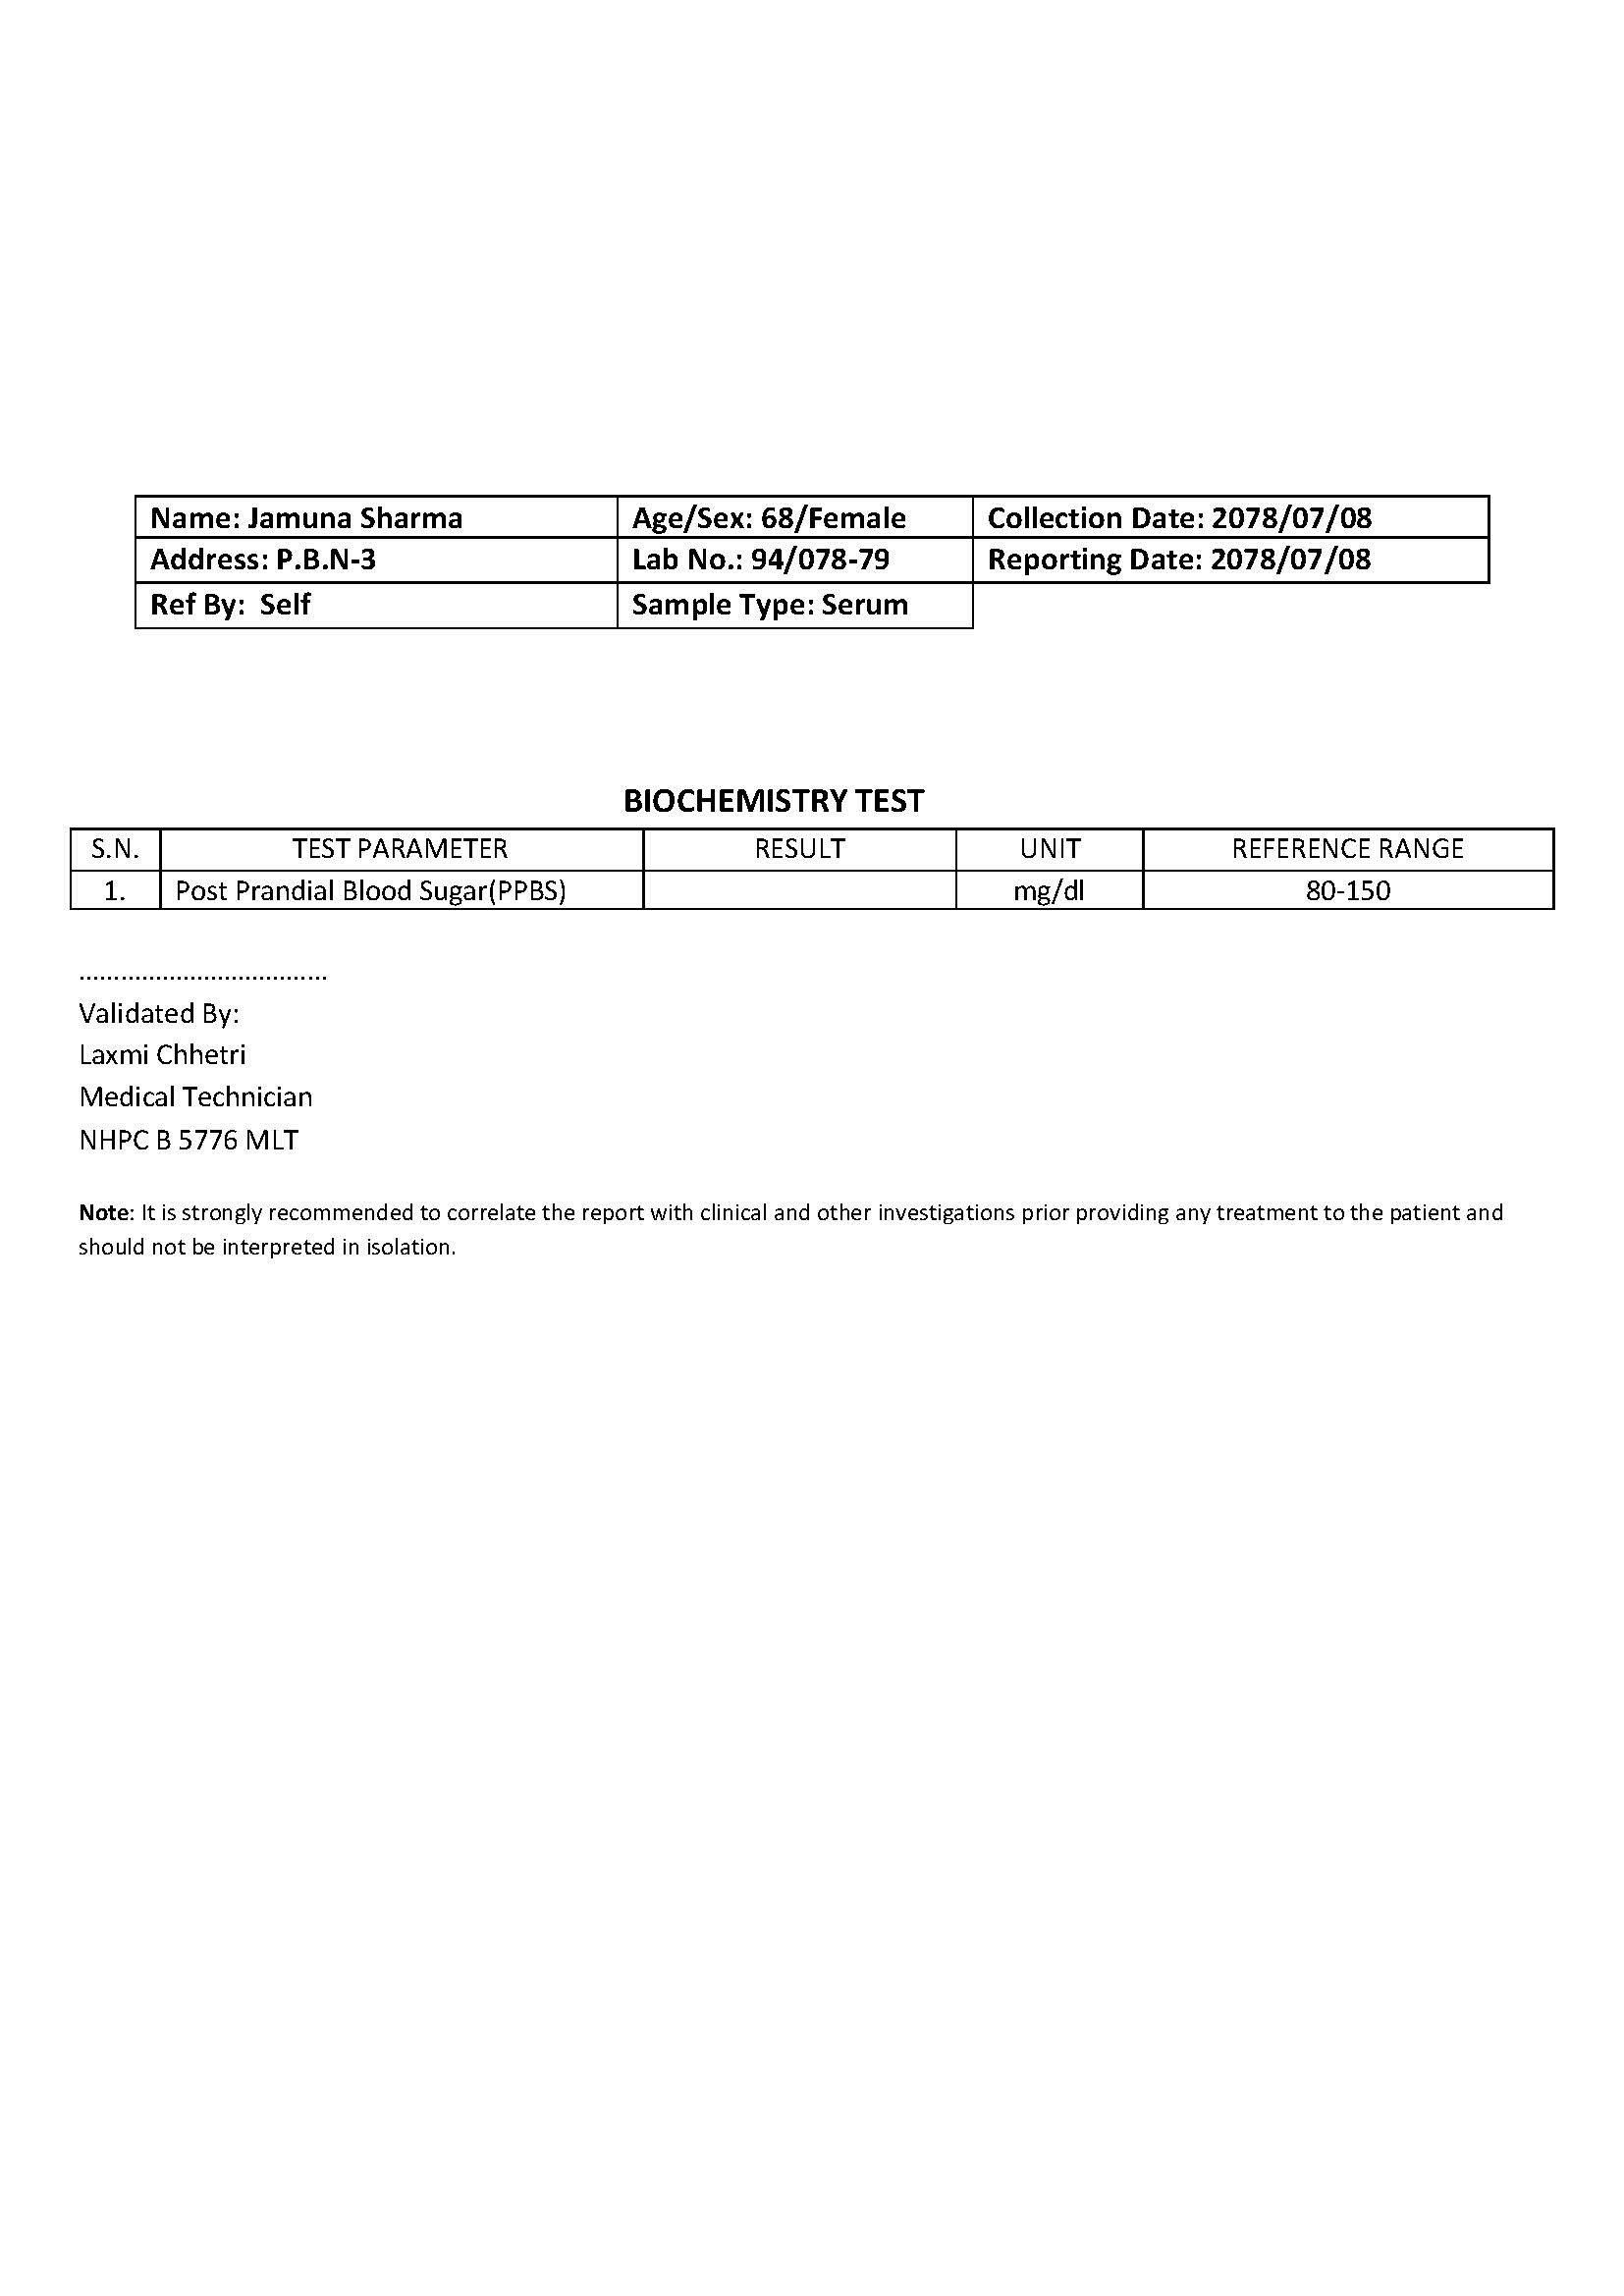 Name: Jamuna Sharma Age/Sex: 68/Female Collection Date: 2078/07/08
Address: P.B.N-3 Lab No.: 94/078-79 Reporting Date: 2078/07/08
Ref By:  Self Sample Type: Serum
BIOCHEMISTRY TEST
S.N. TEST PARAMETER RESULT UNIT REFERENCE RANGE
1. Post Prandial Blood Sugar(PPBS) mg/dl 80-150
....................................
Validated By:
Laxmi Chhetri
Medical Technician
NHPC B 5776 MLT
Note: It is strongly recommended to correlate the report with clinical and other investigations prior providing any treatment to the patient and
should not be interpreted in isolation.